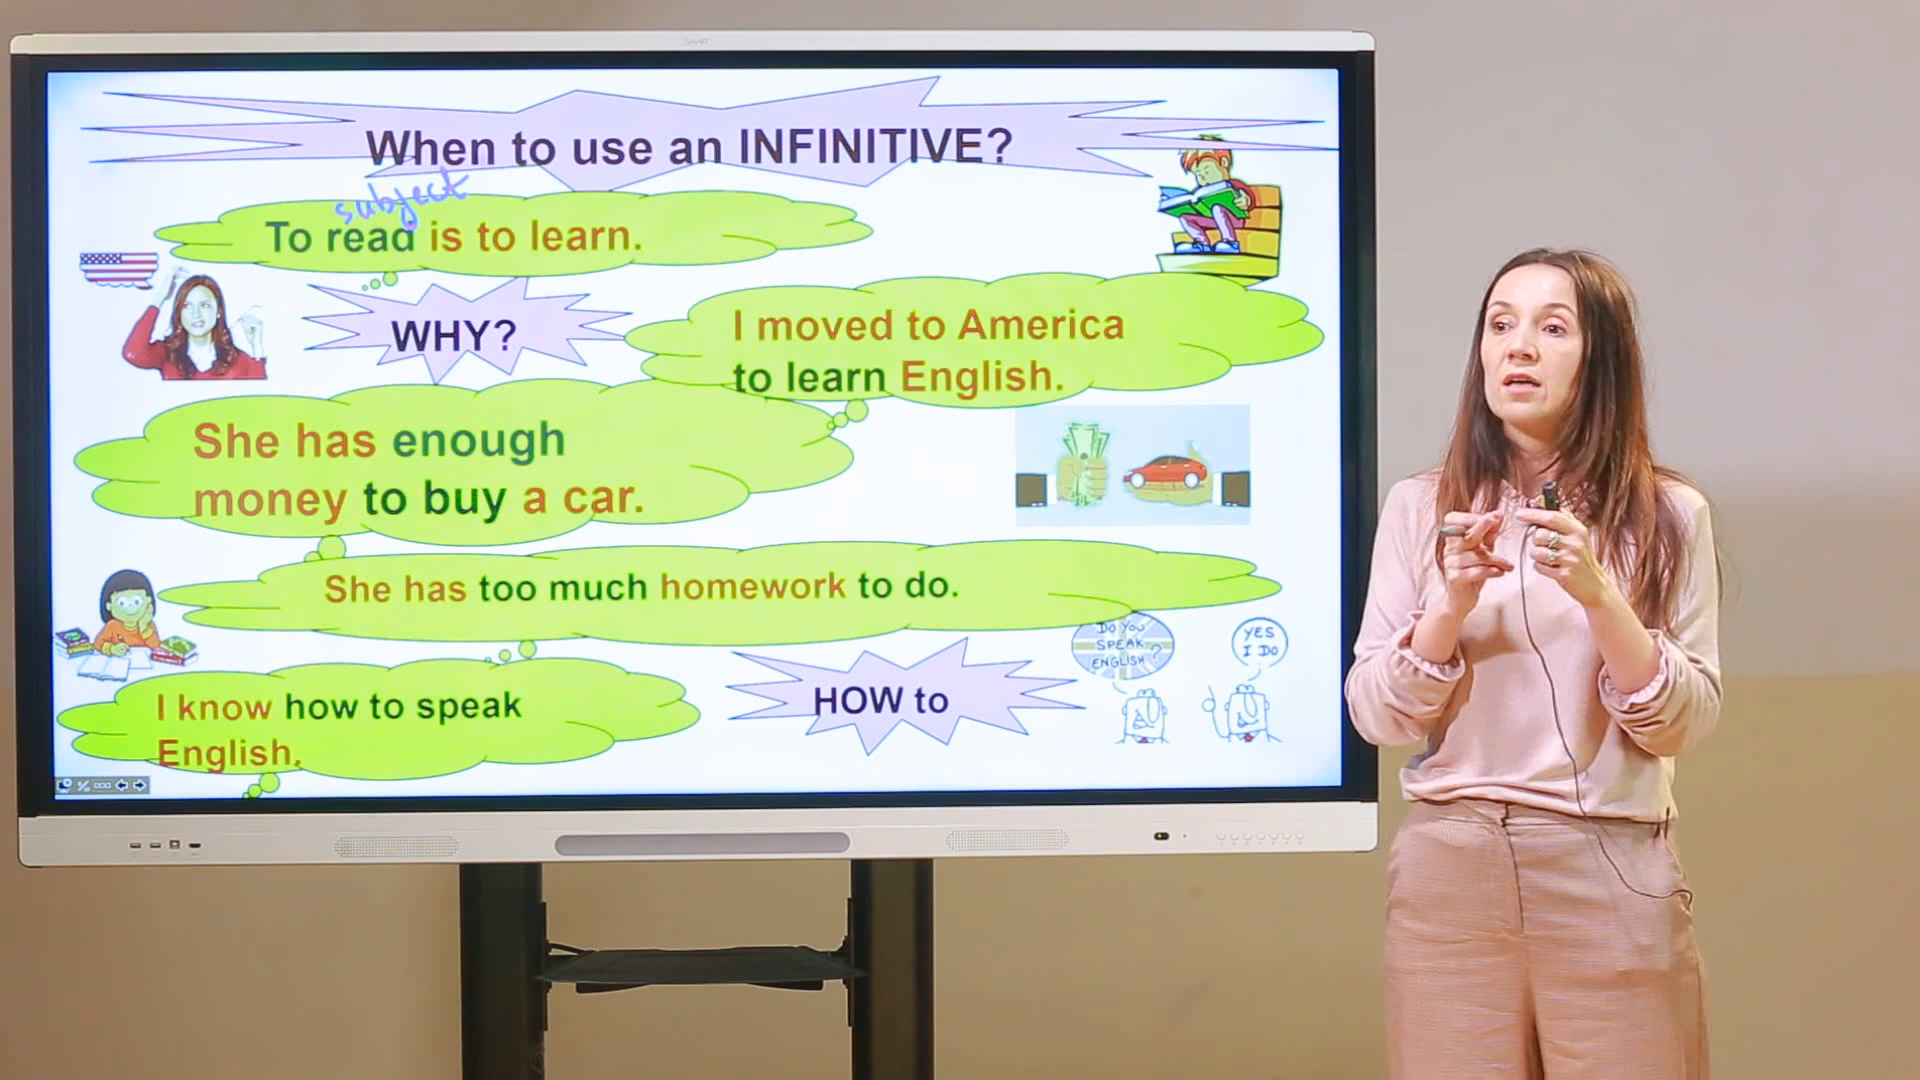 When to use an INFINITIVE?
subject
To read is to learn.
WHY?
I moved to America
to learn English.
She has enough
money to buy a car.
She has too much homework to do.
DO YOU
SPEAK
ENGLISH?
YES
I DO
I know how to speak
English.
HOW to